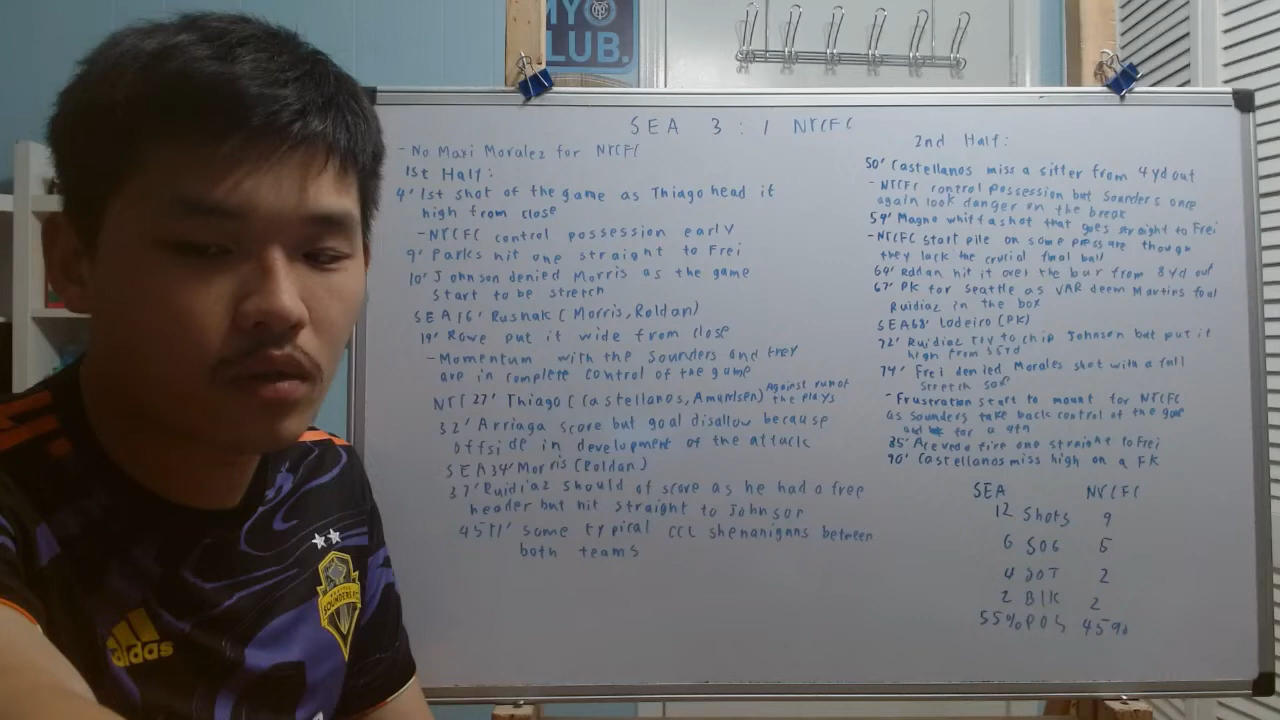 MY
CLUB.
SEA 3 : 1 NYCFC
- No Maxi Moralez for NYCFC
1st Half:
4' 1st shot of the game as Thiago head it
high from close
- NYCFC control possession early
9' Parks hit one straight to Frei
10' Johnson denied Morris as the game
start to be stretch
SEA 16' Rusnak (Morris, Roldan)
19' Rowe put it wide from close
- Momentum with the Sounders and they
are in complete control of the game
NYC 27' Thiago (Castellanos, Amundsen) Against run of
the plays
32' Arriaga score but goal disallow because
offside in development of the attack
SEA 34' Morris (Roldan)
37' Ruidiaz should of score as he had a free
header but hit straight to Johnson
45+1' some typical CCL shenanigans between
both teams
2nd Half:
50' Castellanos miss a sitter from 4yd out
- NYCFC control possession but Sounders once
again look danger on the break
59' Magno whiff a shot that goes straight to Frei
- NYCFC start pile on some pressure though
they lack the crucial final ball
64' Roldan hit it over the bar from 8yd out
67' PK for Seattle as VAR deem Martins foul
Ruidiaz in the box
SEA 68' Lodeiro (PK)
72' Ruidiaz try to chip Johnson but put it
high from 55yd
74' Frei denied Morales shot with a full
stretch save
- Frustration start to mount for NYCFC
as Sounders take back control of the game
for a 4th
85' Acevedo fire one straight to Frei
90' Castellanos miss high on a FK
SEA NYCFC
12 Shots 9
6 SOG 5
4 SOT 2
2 Blk 2
55% POS 45%
SEATTLE
SOUNDERS FC
adidas